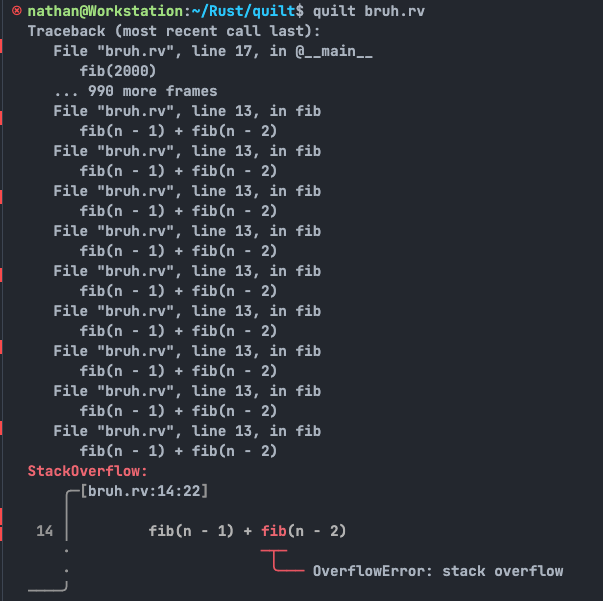 nathan@Workstation:~/Rust/quilt$ quilt bruh.rv
Traceback (most recent call last):
File "bruh.rv", line 17, in @__main__
fib(2000)
... 990 more frames
File "bruh.rv", line 13, in fib
fib(n - 1) + fib(n - 2)
File "bruh.rv", line 13, in fib
fib(n - 1) + fib(n - 2)
File "bruh.rv", line 13, in fib
fib(n - 1) + fib(n - 2)
File "bruh.rv", line 13, in fib
fib(n - 1) + fib(n - 2)
File "bruh.rv", line 13, in fib
fib(n - 1) + fib(n - 2)
File "bruh.rv", line 13, in fib
fib(n - 1) + fib(n - 2)
File "bruh.rv", line 13, in fib
fib(n - 1) + fib(n - 2)
File "bruh.rv", line 13, in fib
fib(n - 1) + fib(n - 2)
File "bruh.rv", line 13, in fib
fib(n - 1) + fib(n - 2)
StackOverflow:
[bruh.rv:14:22]
14 fib(n - 1) + fib(n - 2)
OverflowError: stack overflow